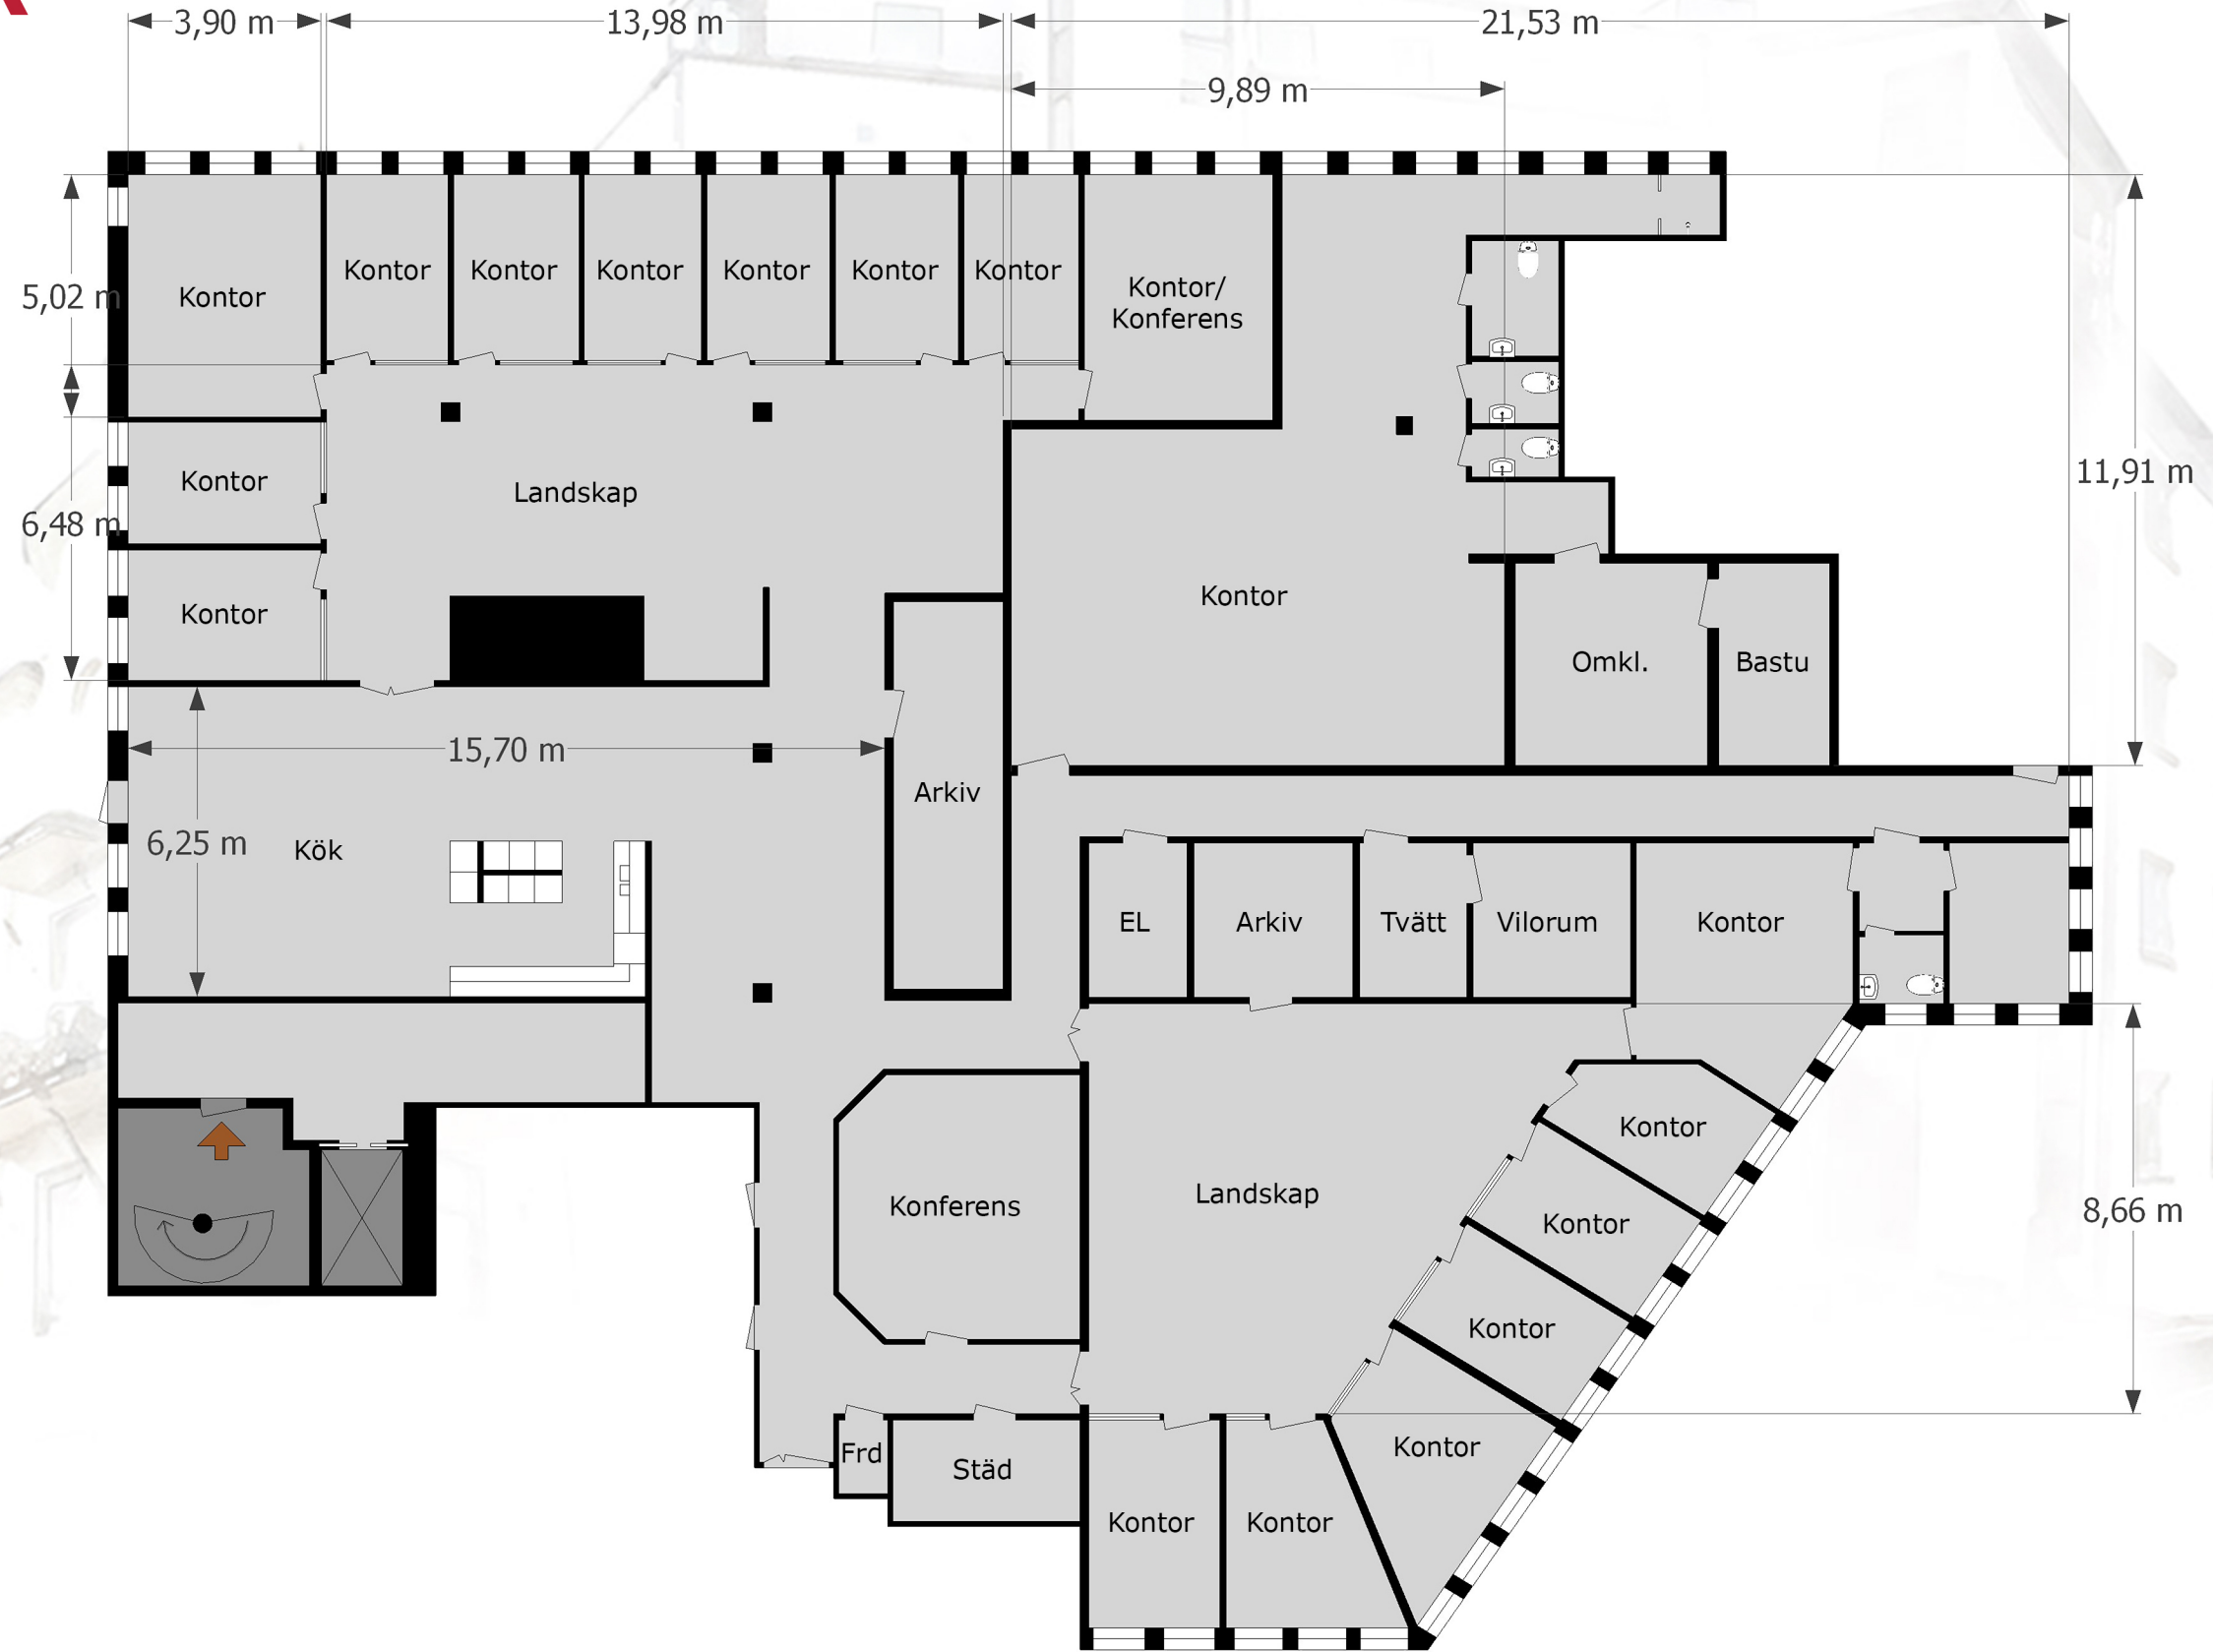 3,90 m
13,98 m
21,53 m
9,89 m
5,02 m
Kontor
Kontor
Kontor
Kontor
Kontor
Kontor
Kontor
Kontor/
Konferens
6,48 m
Kontor
Landskap
11,91 m
Kontor
Kontor
Omkl.
Bastu
15,70 m
6,25 m
Kök
Arkiv
EL
Arkiv
Tvätt
Vilorum
Kontor
Konferens
Landskap
Kontor
Kontor
8,66 m
Kontor
Kontor
Frd
Städ
Kontor
Kontor